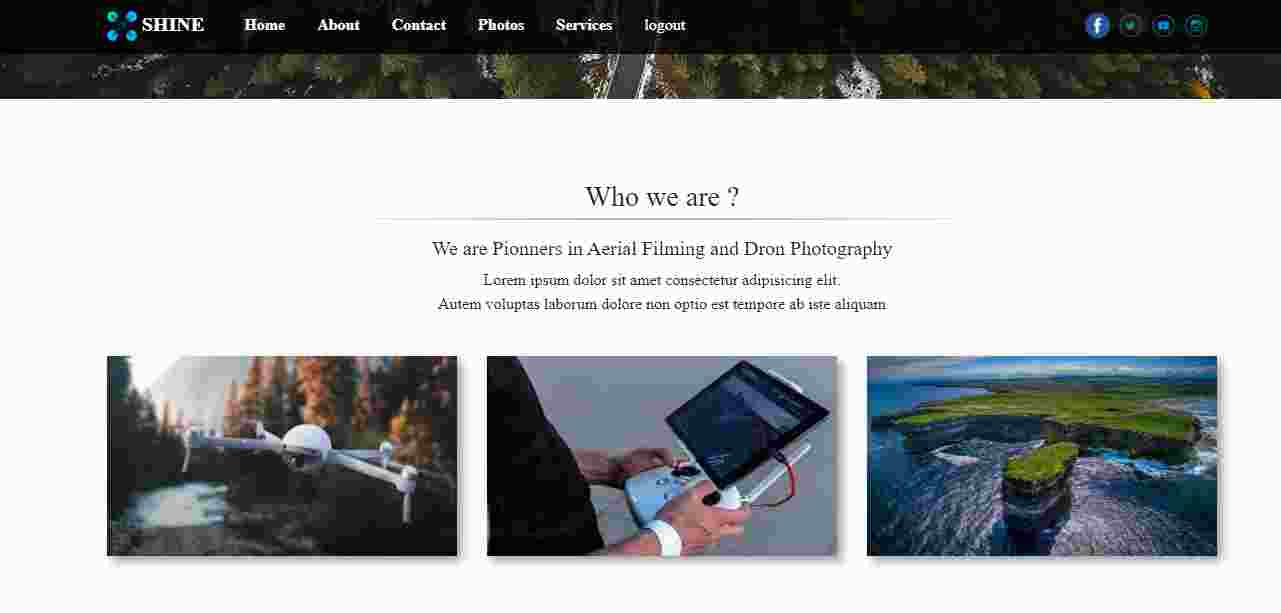 SHINE Home About Contact Photos Services logout
Who we are ?
We are Pionners in Aerial Filming and Dron Photography
Lorem ipsum dolor sit amet consectetur adipisicing elit.
Autem voluptas laborum dolore non optio est tempore ab iste aliquam